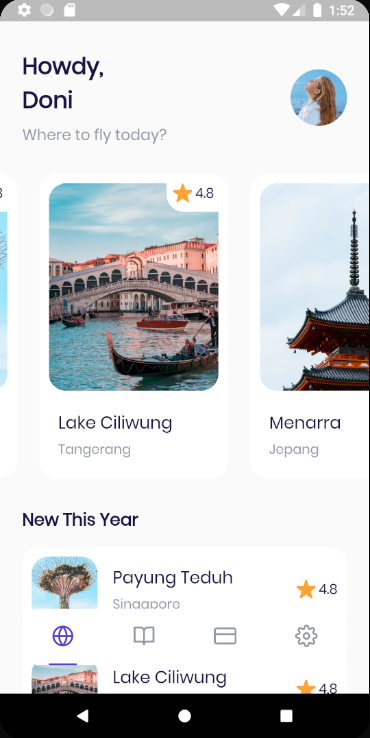 1:52
Howdy,
Doni
Where to fly today?
4.8
Lake Ciliwung
Tangerang
Menarra
Jepang
New This Year
Payung Teduh
4.8
Singapore
Lake Ciliwung
4.8